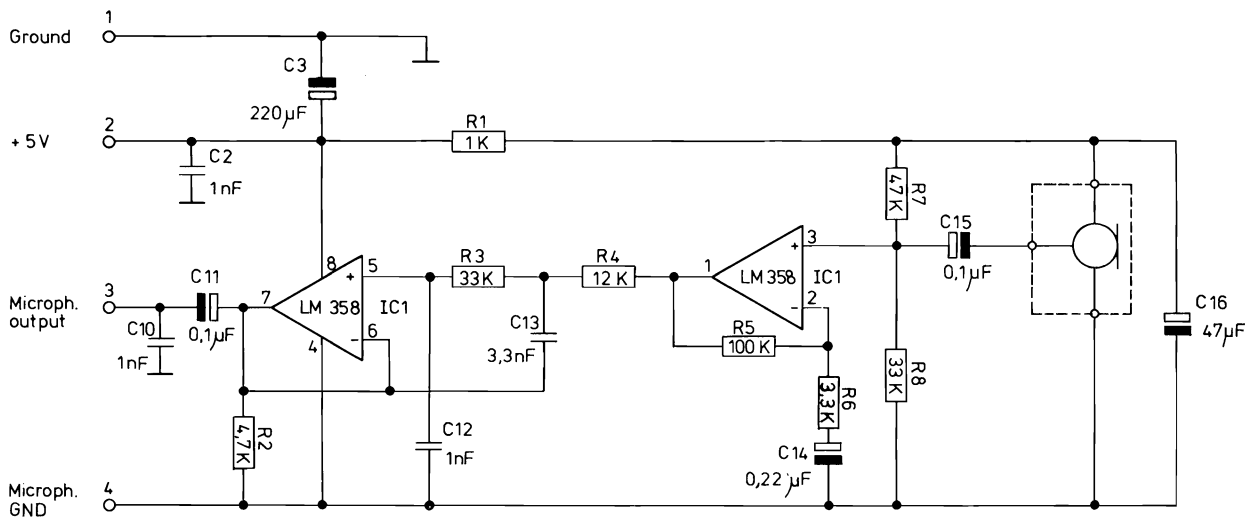 1
Ground
C3
220µF
2
+ 5V
R1
1K
C2
1nF
R7
47K
C15
0,1µF
C16
47µF
8
5
+
LM 358
IC1
7
6
-
4
R3
33K
R4
12K
1
3
+
LM 358
IC1
2
-
C11
0,1µF
3
Microph.
output
C10
1nF
C13
3,3nF
R5
100K
R8
33K
R6
3,3K
R2
4,7K
C12
1nF
C14
0,22µF
4
Microph.
GND